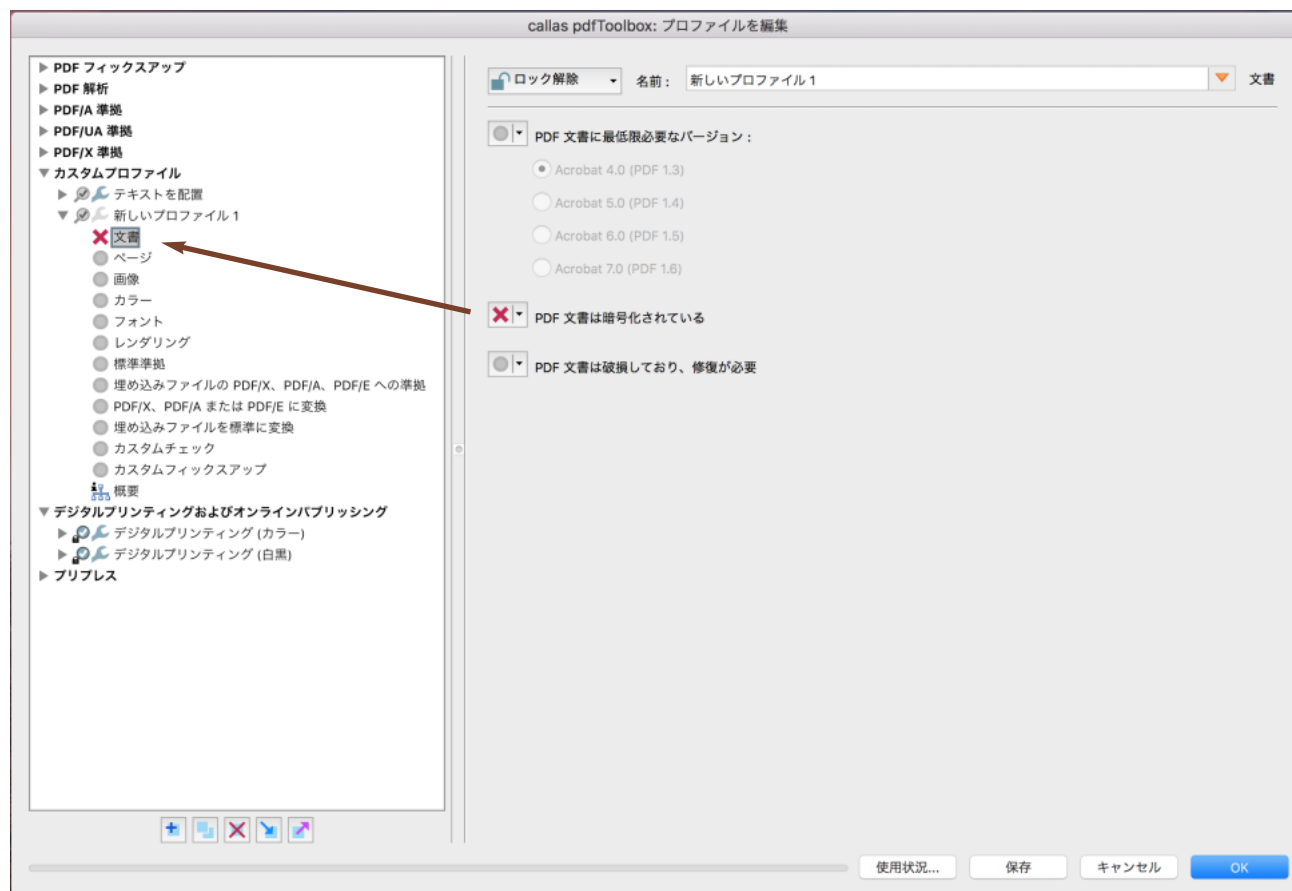 callas pdfToolbox: プロファイルを編集
PDF フィックスアップ
PDF 解析
PDF/A 準拠
PDF/UA 準拠
PDF/X 準拠
カスタムプロファイル
テキストを配置
新しいプロファイル 1
文書
ページ
画像
カラー
フォント
レンダリング
標準準拠
埋め込みファイルの PDF/X、PDF/A、PDF/E への準拠
PDF/X、PDF/A または PDF/E に変換
埋め込みファイルを標準に変換
カスタムチェック
カスタムフィックスアップ
概要
デジタルプリンティングおよびオンラインパブリッシング
デジタルプリンティング (カラー)
デジタルプリンティング (白黒)
プリプレス
ロック解除 名前 : 新しいプロファイル 1 文書
PDF 文書に最低限必要なバージョン :
Acrobat 4.0 (PDF 1.3)
Acrobat 5.0 (PDF 1.4)
Acrobat 6.0 (PDF 1.5)
Acrobat 7.0 (PDF 1.6)
PDF 文書は暗号化されている
PDF 文書は破損しており、修復が必要
使用状況... 保存 キャンセル OK